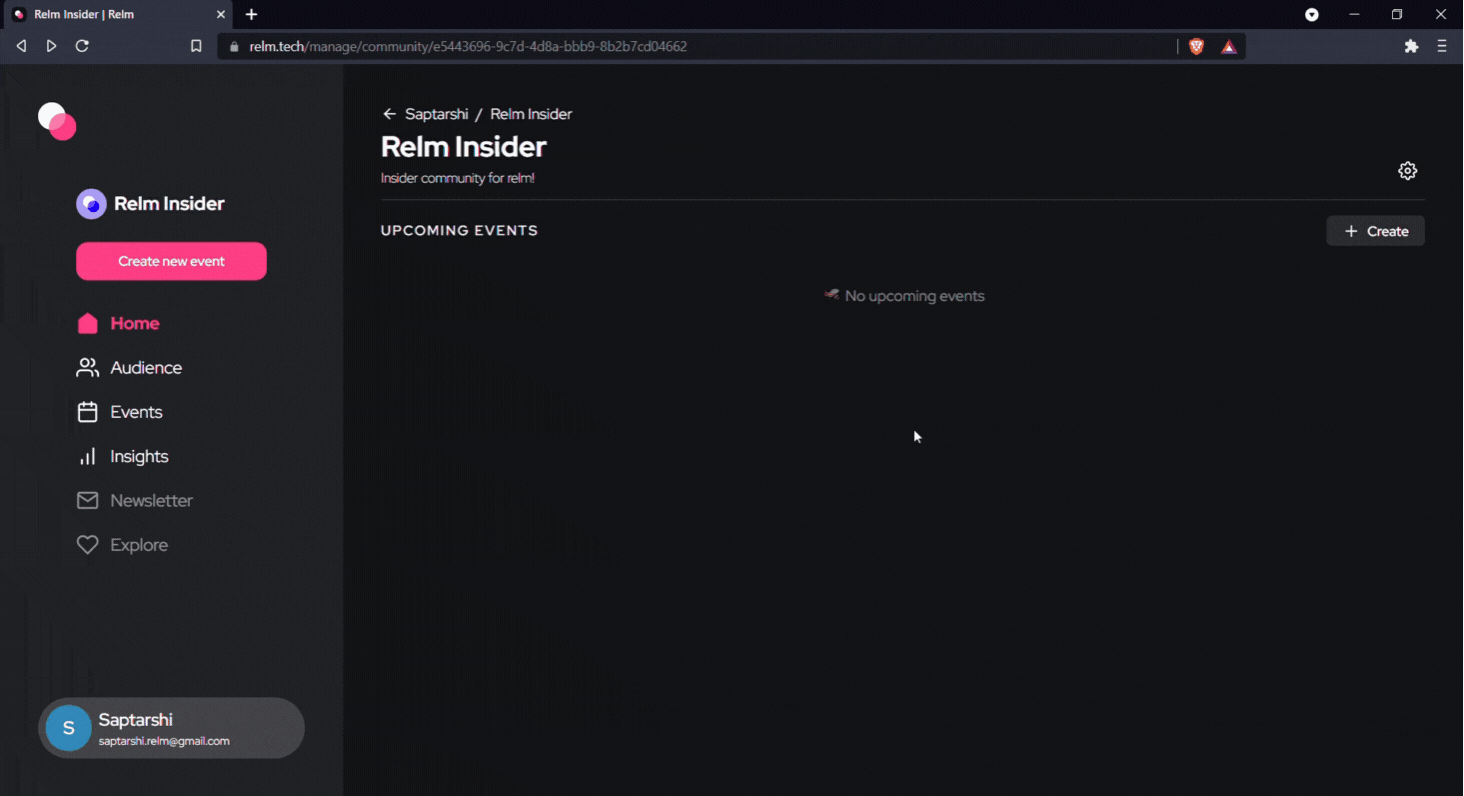 Relm Insider | Relm
relm.tech/manage/community/e5443696-9c7d-4d8a-bbb9-8b2b7cd04662
Relm Insider
Create new event
Home
Audience
Events
Insights
Newsletter
Explore
S
Saptarshi
saptarshi.relm@gmail.com
Saptarshi / Relm Insider
Relm Insider
Insider community for relm!
UPCOMING EVENTS
Create
No upcoming events